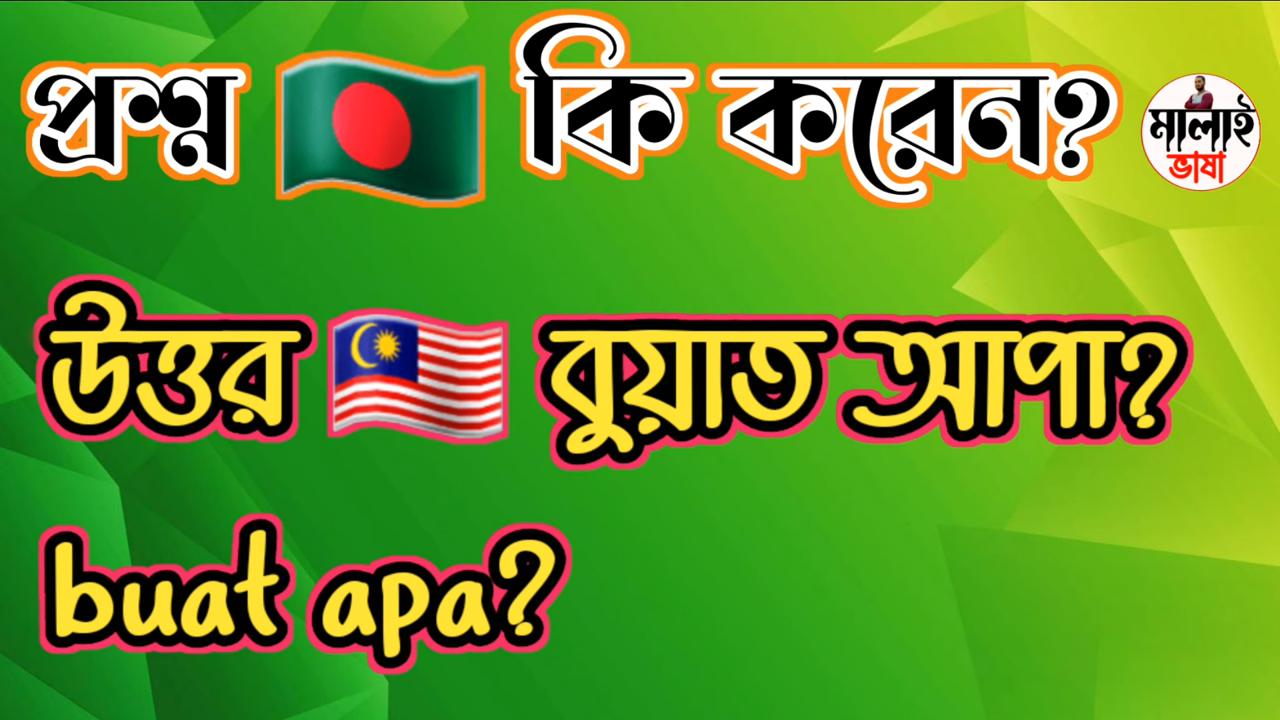 প্রশ্ন কি করেন?
মালাই
ভাষা
উত্তর বুয়াত আপা?
buat apa?